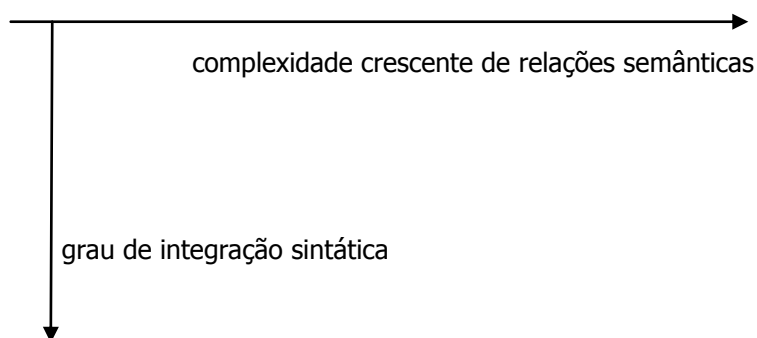 complexidade crescente de relações semânticas
grau de integração sintática